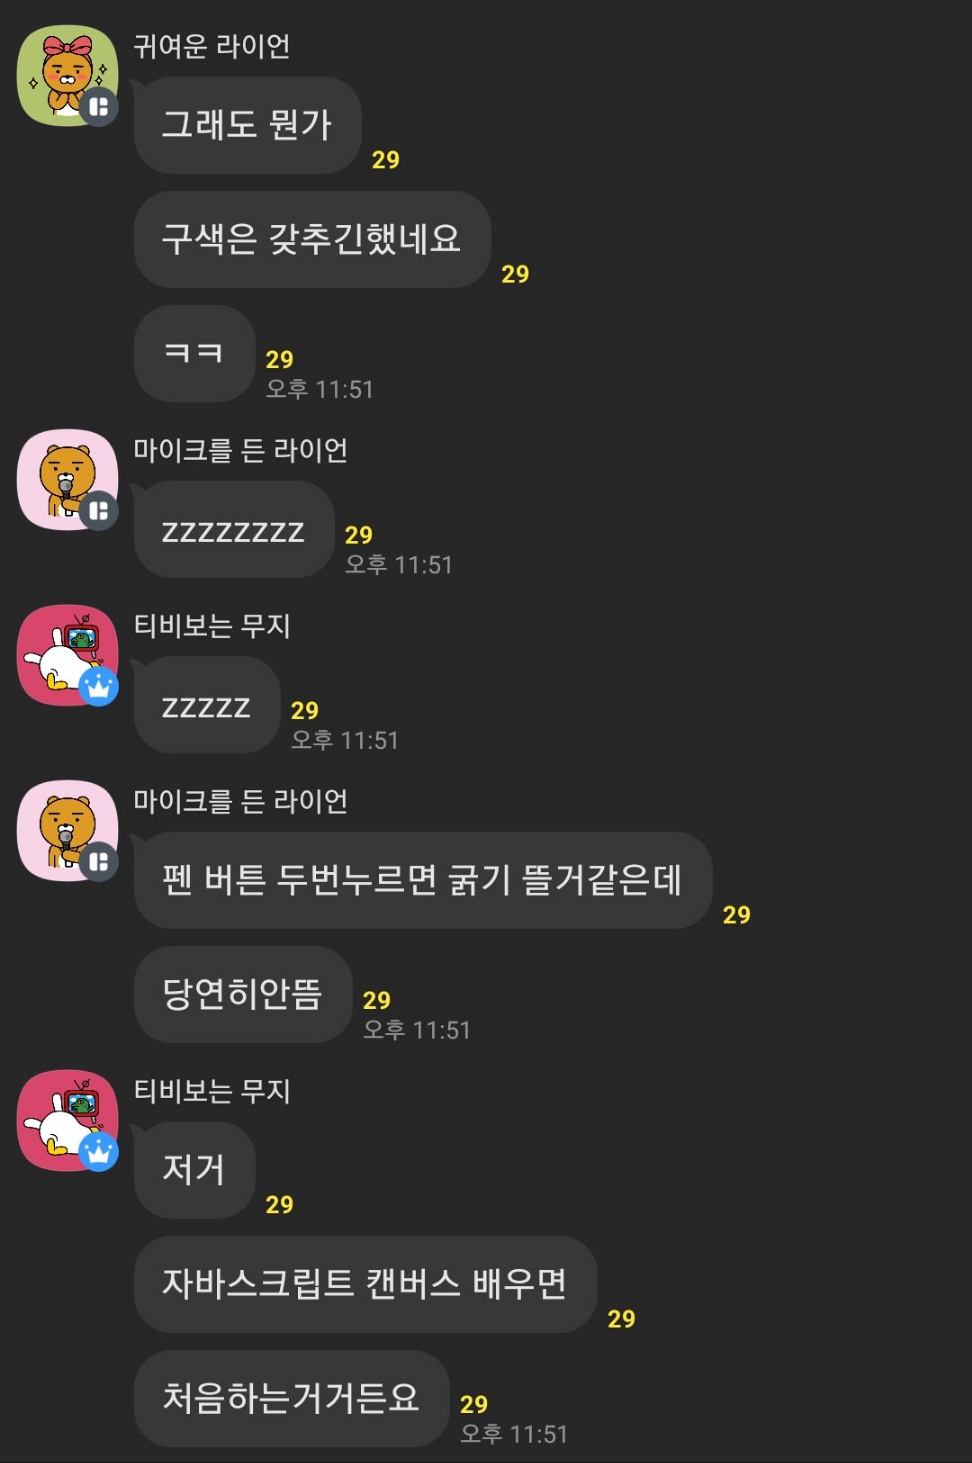 귀여운 라이언
그래도 뭔가
29
구색은 갖추긴했네요
29
ㅋㅋ
29
오후 11:51
마이크를 든 라이언
zzzzzzzz
29
오후 11:51
티비보는 무지
zzzzz
29
오후 11:51
마이크를 든 라이언
펜 버튼 두번누르면 굵기 뜰거같은데
29
당연히안뜸
29
오후 11:51
티비보는 무지
저거
29
자바스크립트 캔버스 배우면
29
처음하는거거든요
29
오후 11:51